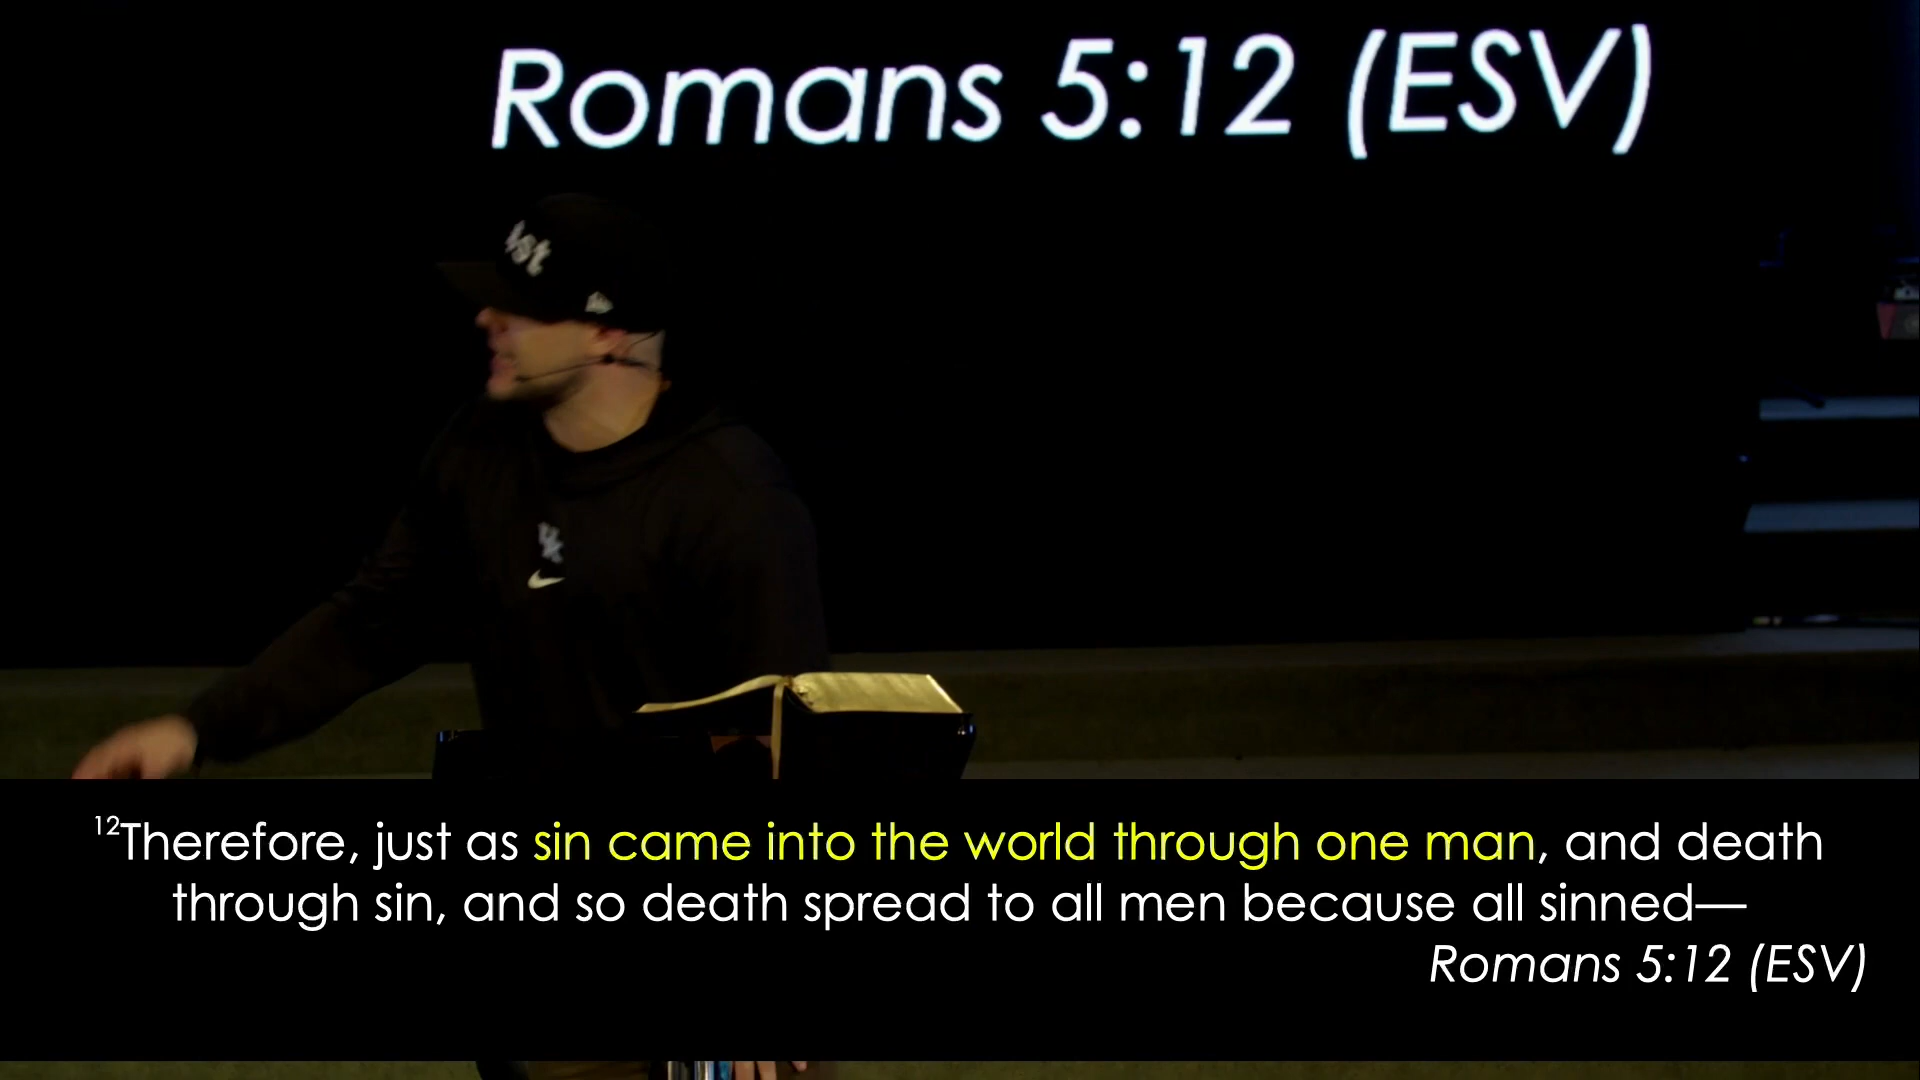 Romans 5:12 (ESV)
12Therefore, just as sin came into the world through one man, and death
through sin, and so death spread to all men because all sinned—
Romans 5:12 (ESV)